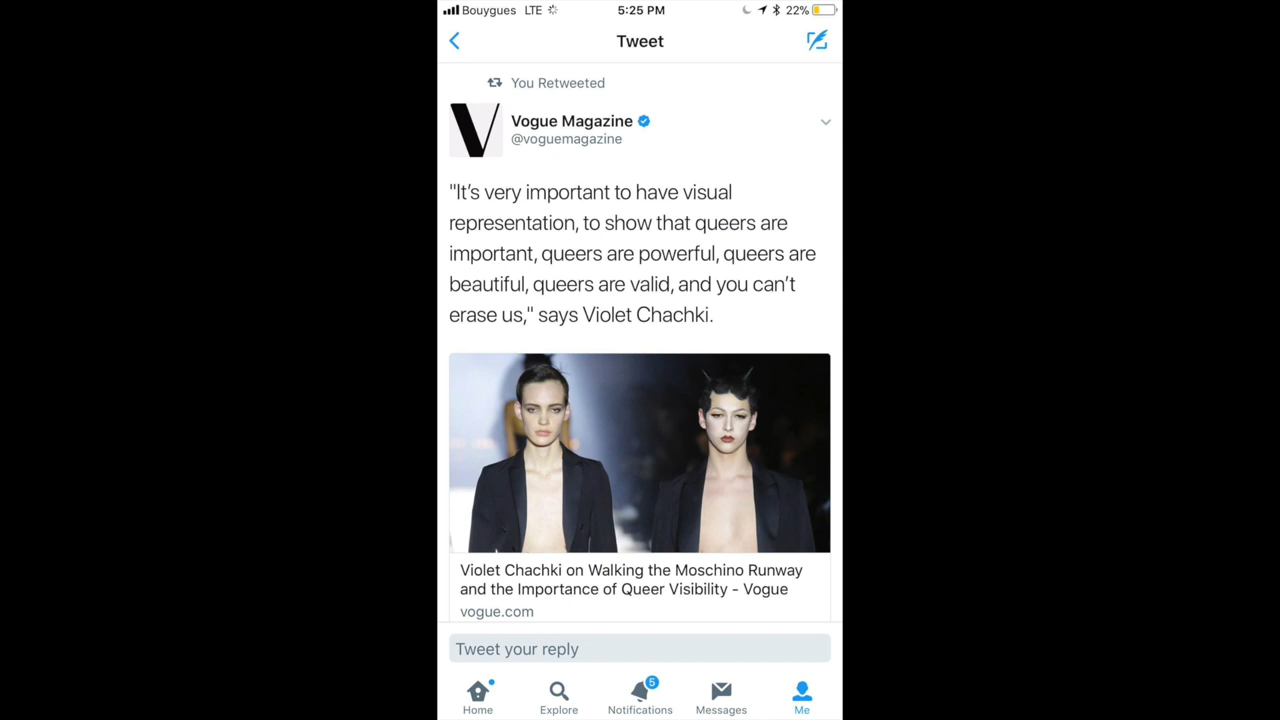 Bouygues LTE 5:25 PM 22%
Tweet
You Retweeted
V
Vogue Magazine
@voguemagazine
"It's very important to have visual
representation, to show that queers are
important, queers are powerful, queers are
beautiful, queers are valid, and you can't
erase us," says Violet Chachki.
Violet Chachki on Walking the Moschino Runway
and the Importance of Queer Visibility - Vogue
vogue.com
Tweet your reply
5
Home Explore Notifications Messages Me